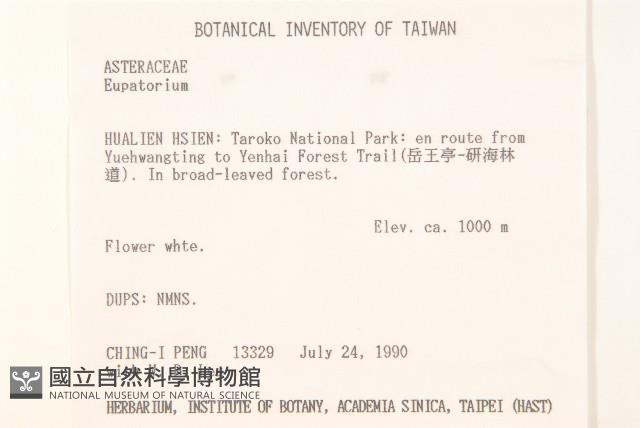 BOTANICAL INVENTORY OF TAIWAN
ASTERACEAE
Eupatorium
HUALIEN HSIEN: Taroko National Park: en route from
Yuehwangting to Yenhai Forest Trail(岳王亭-研海林
道). In broad-leaved forest.
Elev. ca. 1000 m
Flower whte.
DUPS: NMNS.
CHING-I PENG 13329 July 24, 1990
國立自然科學博物館
NATIONAL MUSEUM OF NATURAL SCIENCE
HERBARIUM, INSTITUTE OF BOTANY, ACADEMIA SINICA, TAIPEI (HAST)